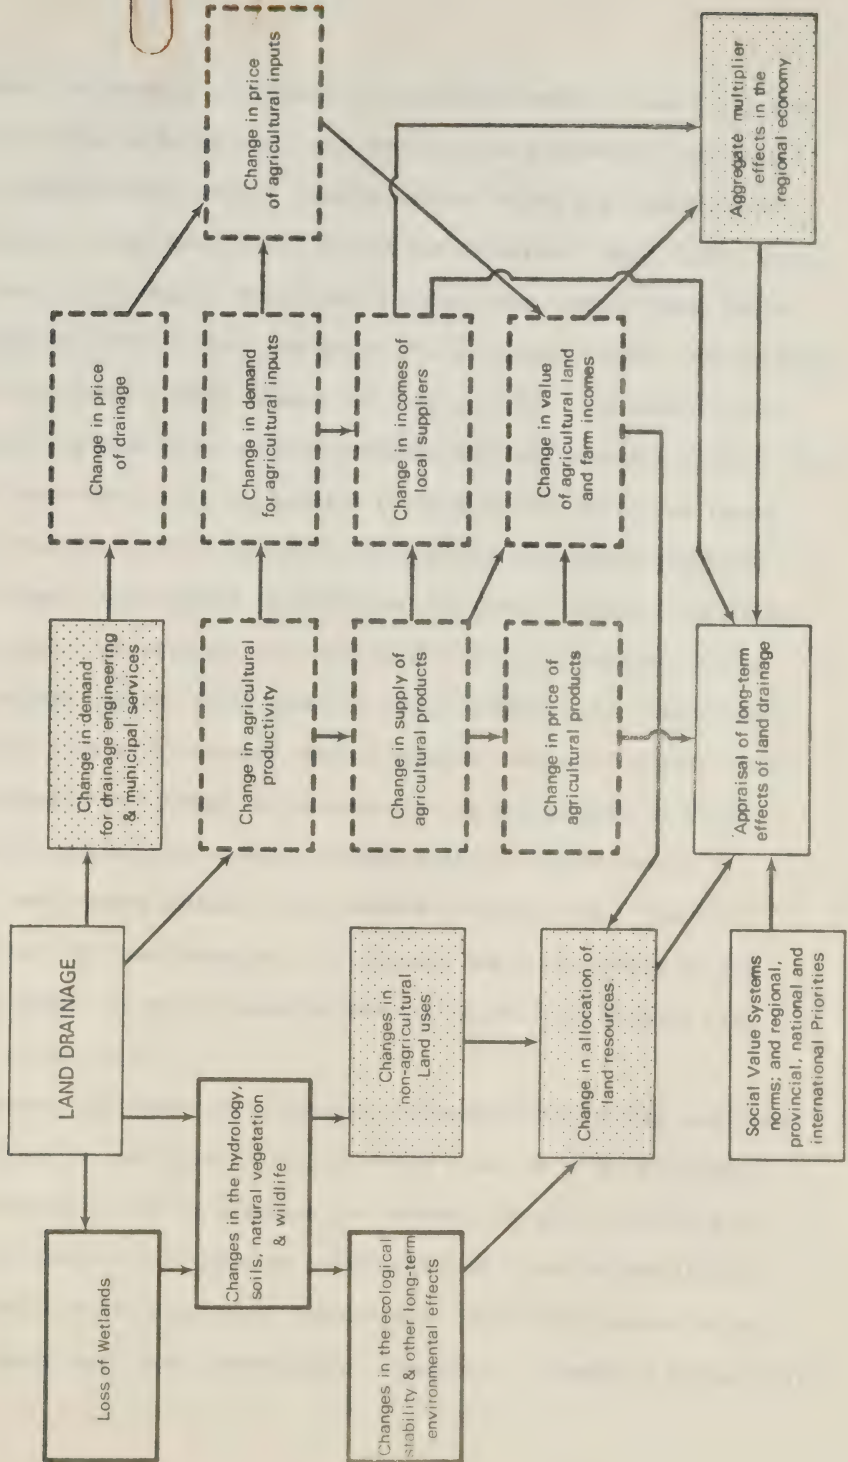 LAND DRAINAGE
Loss of Wetlands
Change in demand
for drainage engineering
& municipal services
Change in price
of drainage
Change in price
of agricultural inputs
Changes in the hydrology,
soils, natural vegetation
& wildlife
Change in agricultural
productivity
Change in demand
for agricultural inputs
Changes in the ecological
stability & other long-term
environmental effects
Changes in
non-agricultural
Land uses
Change in supply of
agricultural products
Change in incomes of
local suppliers
Change in allocation of
land resources.
Change in price of
agricultural products
Change in value
of agricultural land
and farm incomes
Social Value Systems
norms; and regional,
provincial, national and
international Priorities
Appraisal of long-term
effects of land drainage
Aggregate multiplier
effects in the
regional economy